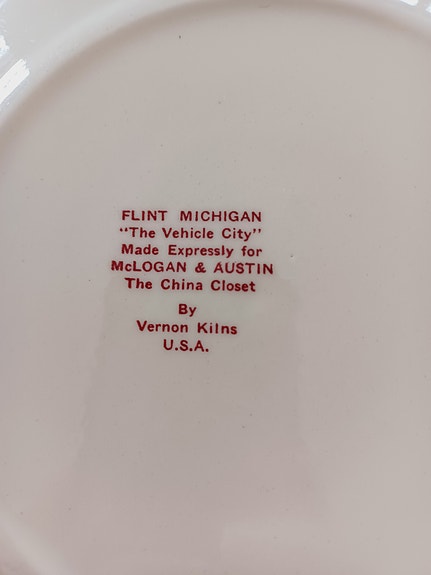 FLINT MICHIGAN
"The Vehicle City"
Made Expressly for
McLOGAN & AUSTIN
The China Closet
By
Vernon Kilns
U.S.A.